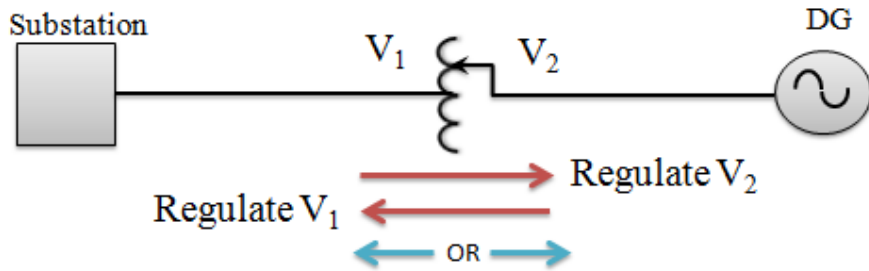 Substation
DG
V₁
V₂
Regulate V₂
Regulate V₁
OR